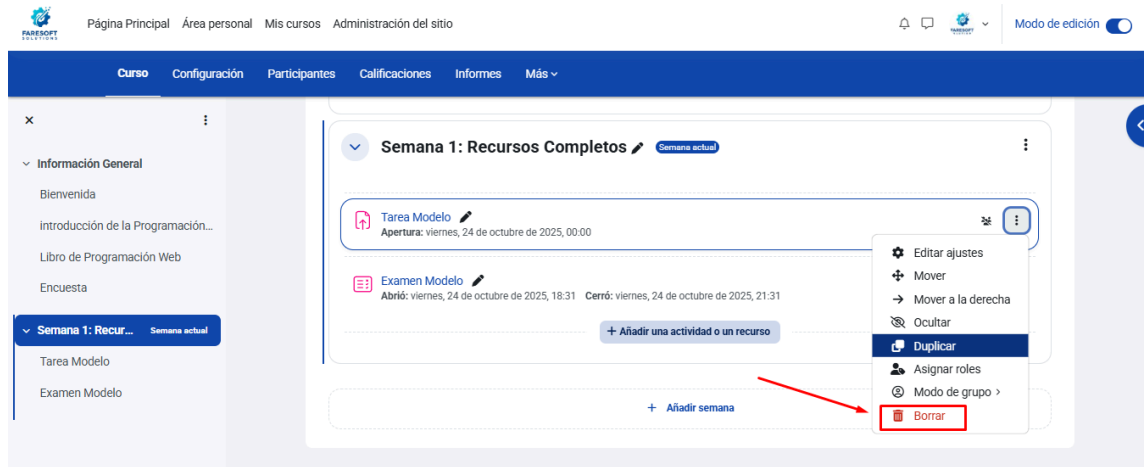 FARESOFT
SOLUTIONS
Página Principal Área personal Mis cursos Administración del sitio
Modo de edición
Curso Configuración Participantes Calificaciones Informes Más
Información General
Bienvenida
introducción de la Programación...
Libro de Programación Web
Encuesta
Semana 1: Recur... Semana actual
Tarea Modelo
Examen Modelo
Semana 1: Recursos Completos Semana actual
Tarea Modelo
Apertura: viernes, 24 de octubre de 2025, 00:00
Examen Modelo
Abrió: viernes, 24 de octubre de 2025, 18:31 Cerró: viernes, 24 de octubre de 2025, 21:31
+ Añadir una actividad o un recurso
+ Añadir semana
Editar ajustes
Mover
Mover a la derecha
Ocultar
Duplicar
Asignar roles
Modo de grupo
Borrar